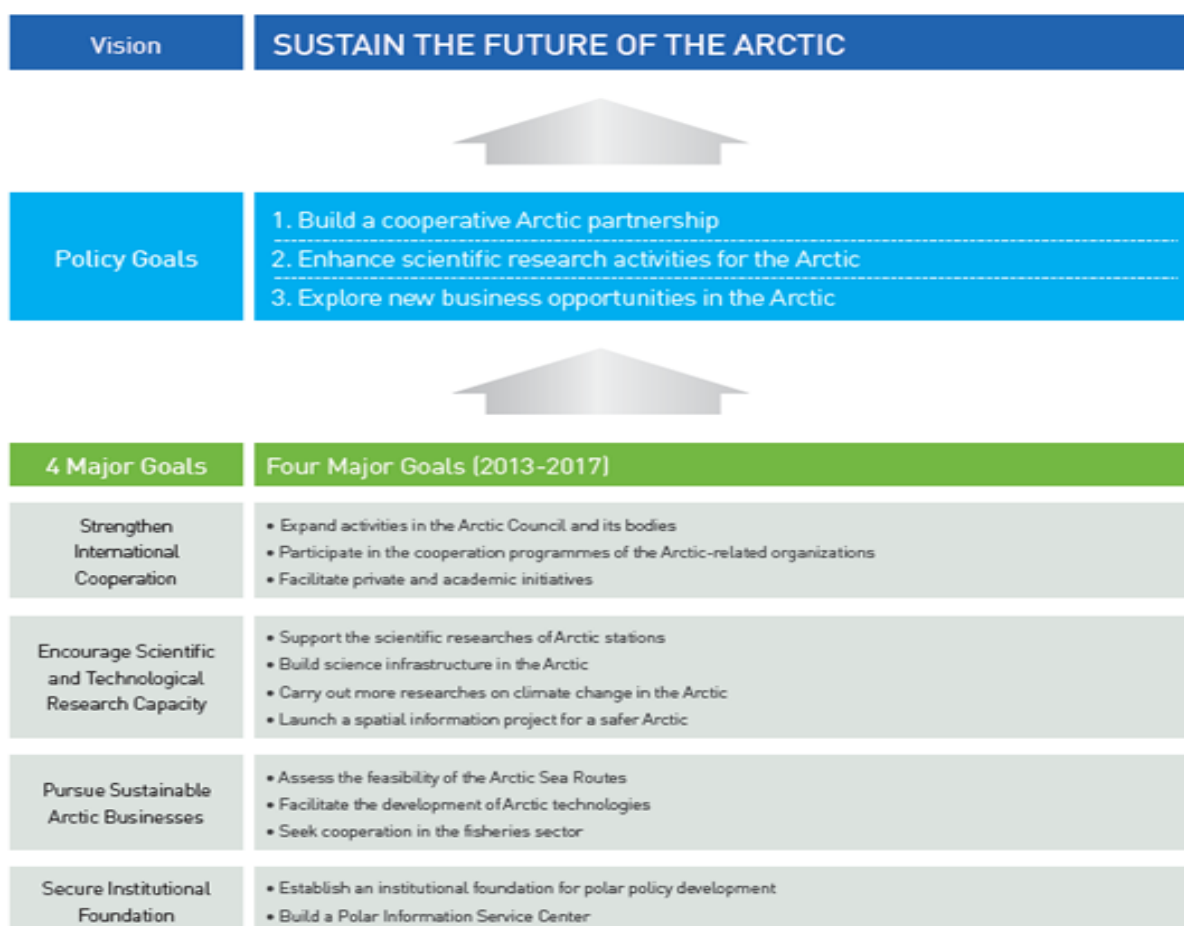 Vision
SUSTAIN THE FUTURE OF THE ARCTIC
Policy Goals
1. Build a cooperative Arctic partnership
2. Enhance scientific research activities for the Arctic
3. Explore new business opportunities in the Arctic
4 Major Goals
Four Major Goals (2013-2017)
Strengthen
International
Cooperation
• Expand activities in the Arctic Council and its bodies
• Participate in the cooperation programmes of the Arctic-related organizations
• Facilitate private and academic initiatives
Encourage Scientific
and Technological
Research Capacity
• Support the scientific researches of Arctic stations
• Build science infrastructure in the Arctic
• Carry out more researches on climate change in the Arctic
• Launch a spatial information project for a safer Arctic
Pursue Sustainable
Arctic Businesses
• Assess the feasibility of the Arctic Sea Routes
• Facilitate the development of Arctic technologies
• Seek cooperation in the fisheries sector
Secure Institutional
Foundation
• Establish an institutional foundation for polar policy development
• Build a Polar Information Service Center